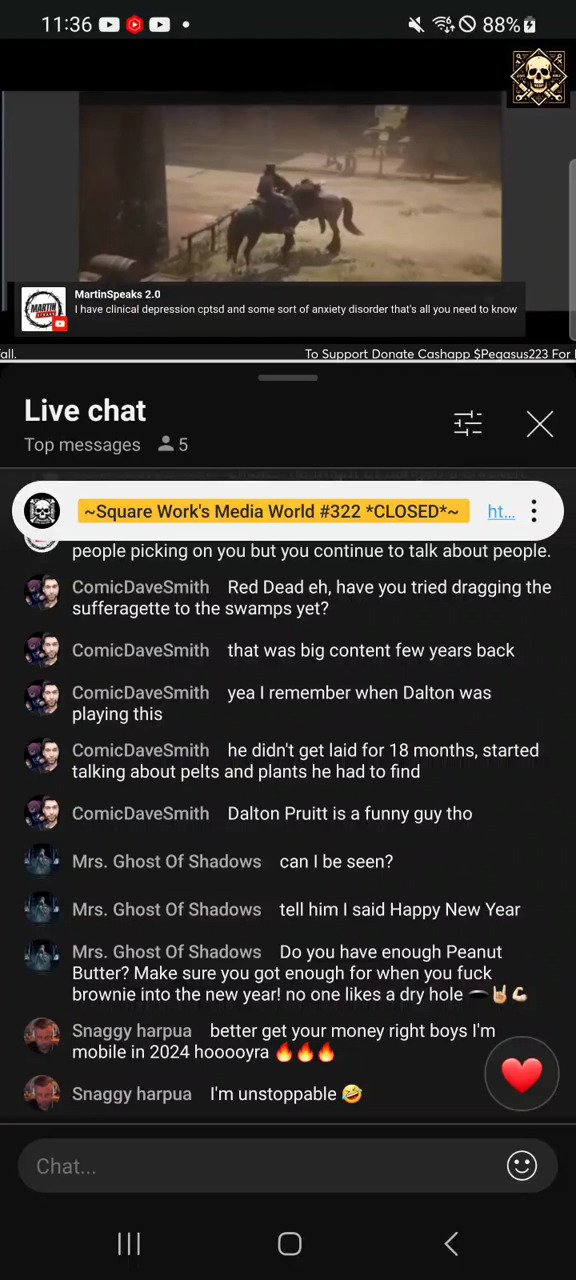 11:36
88%
MARTIN
MartinSpeaks 2.0
I have clinical depression cptsd and some sort of anxiety disorder that's all you need to know
all.
To Support Donate Cashapp $Pegasus223 For
Live chat
Top messages 5
~Square Work's Media World #322 *CLOSED*~ ht...
people picking on you but you continue to talk about people.
ComicDaveSmith Red Dead eh, have you tried dragging the
sufferagette to the swamps yet?
ComicDaveSmith that was big content few years back
ComicDaveSmith yea I remember when Dalton was
playing this
ComicDaveSmith he didn't get laid for 18 months, started
talking about pelts and plants he had to find
ComicDaveSmith Dalton Pruitt is a funny guy tho
Mrs. Ghost Of Shadows can I be seen?
Mrs. Ghost Of Shadows tell him I said Happy New Year
Mrs. Ghost Of Shadows Do you have enough Peanut
Butter? Make sure you got enough for when you fuck
brownie into the new year! no one likes a dry hole 🕳️🤘🏼💪🏼
Snaggy harpua better get your money right boys I'm
mobile in 2024 hooooyra 🔥🔥🔥
Snaggy harpua I'm unstoppable 🤣
Chat...